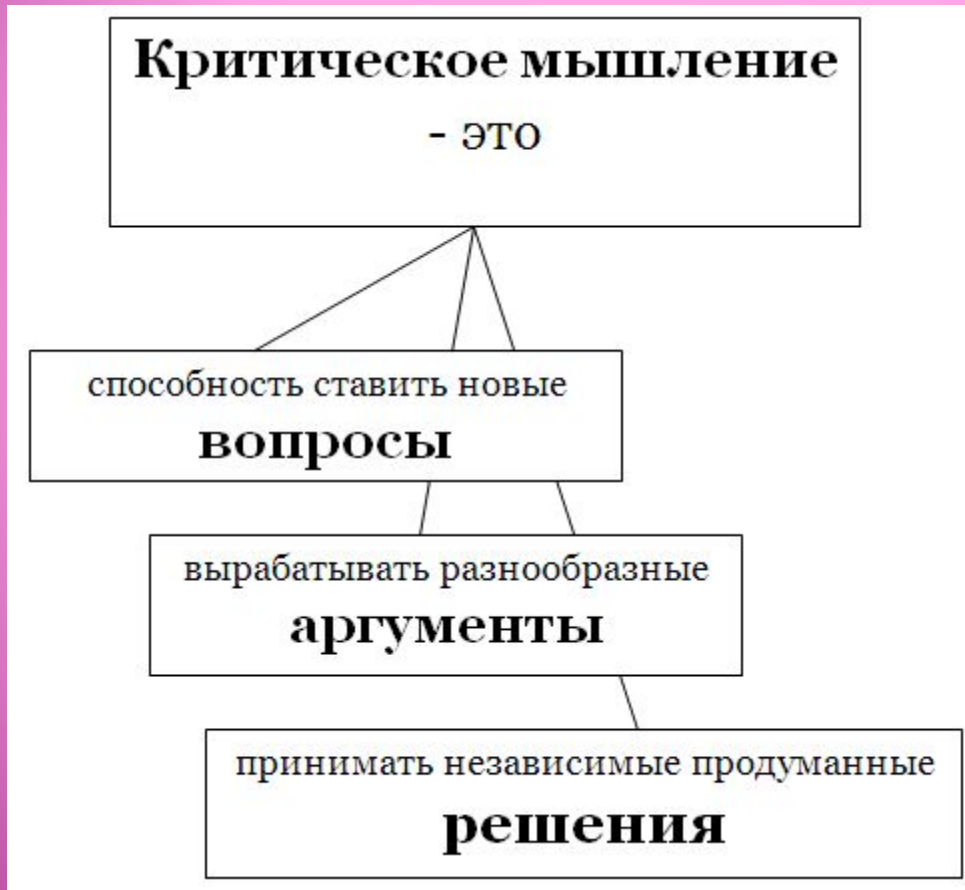 Критическое мышление
- это
способность ставить новые
вопросы
вырабатывать разнообразные
аргументы
принимать независимые продуманные
решения